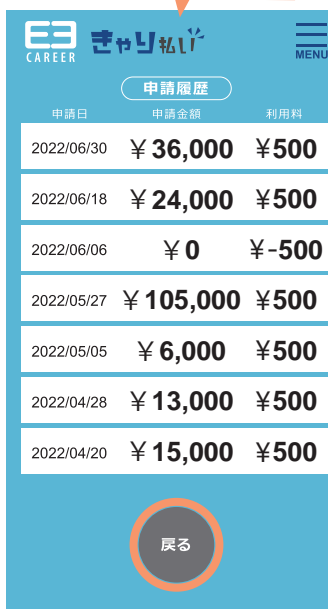 E3
CAREER
きゃり払い
MENU
申請履歴
申請日 申請金額 利用料
2022/06/30 ¥36,000 ¥500
2022/06/18 ¥24,000 ¥500
2022/06/06 ¥0 ¥-500
2022/05/27 ¥105,000 ¥500
2022/05/05 ¥6,000 ¥500
2022/04/28 ¥13,000 ¥500
2022/04/20 ¥15,000 ¥500
戻る